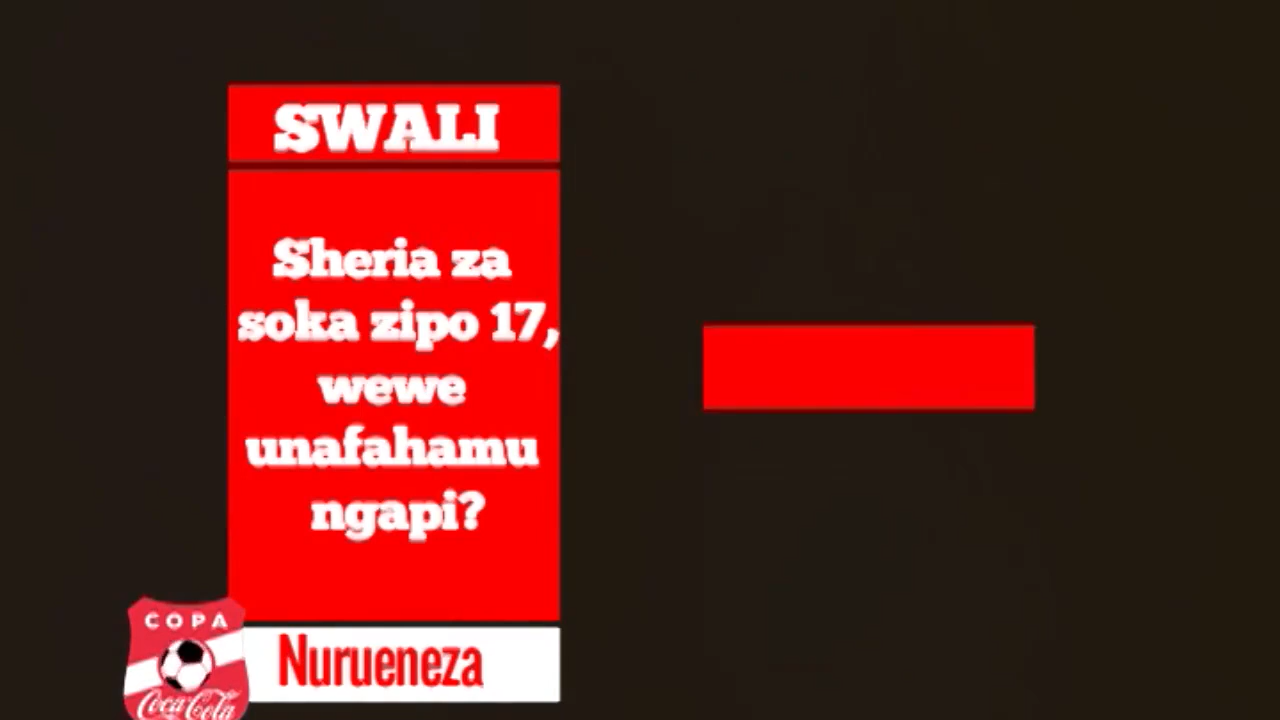 SWALI
Sheria za
soka zipo 17,
wewe
unafahamu
ngapi?
Nurueneza
COPA
Coca-Cola